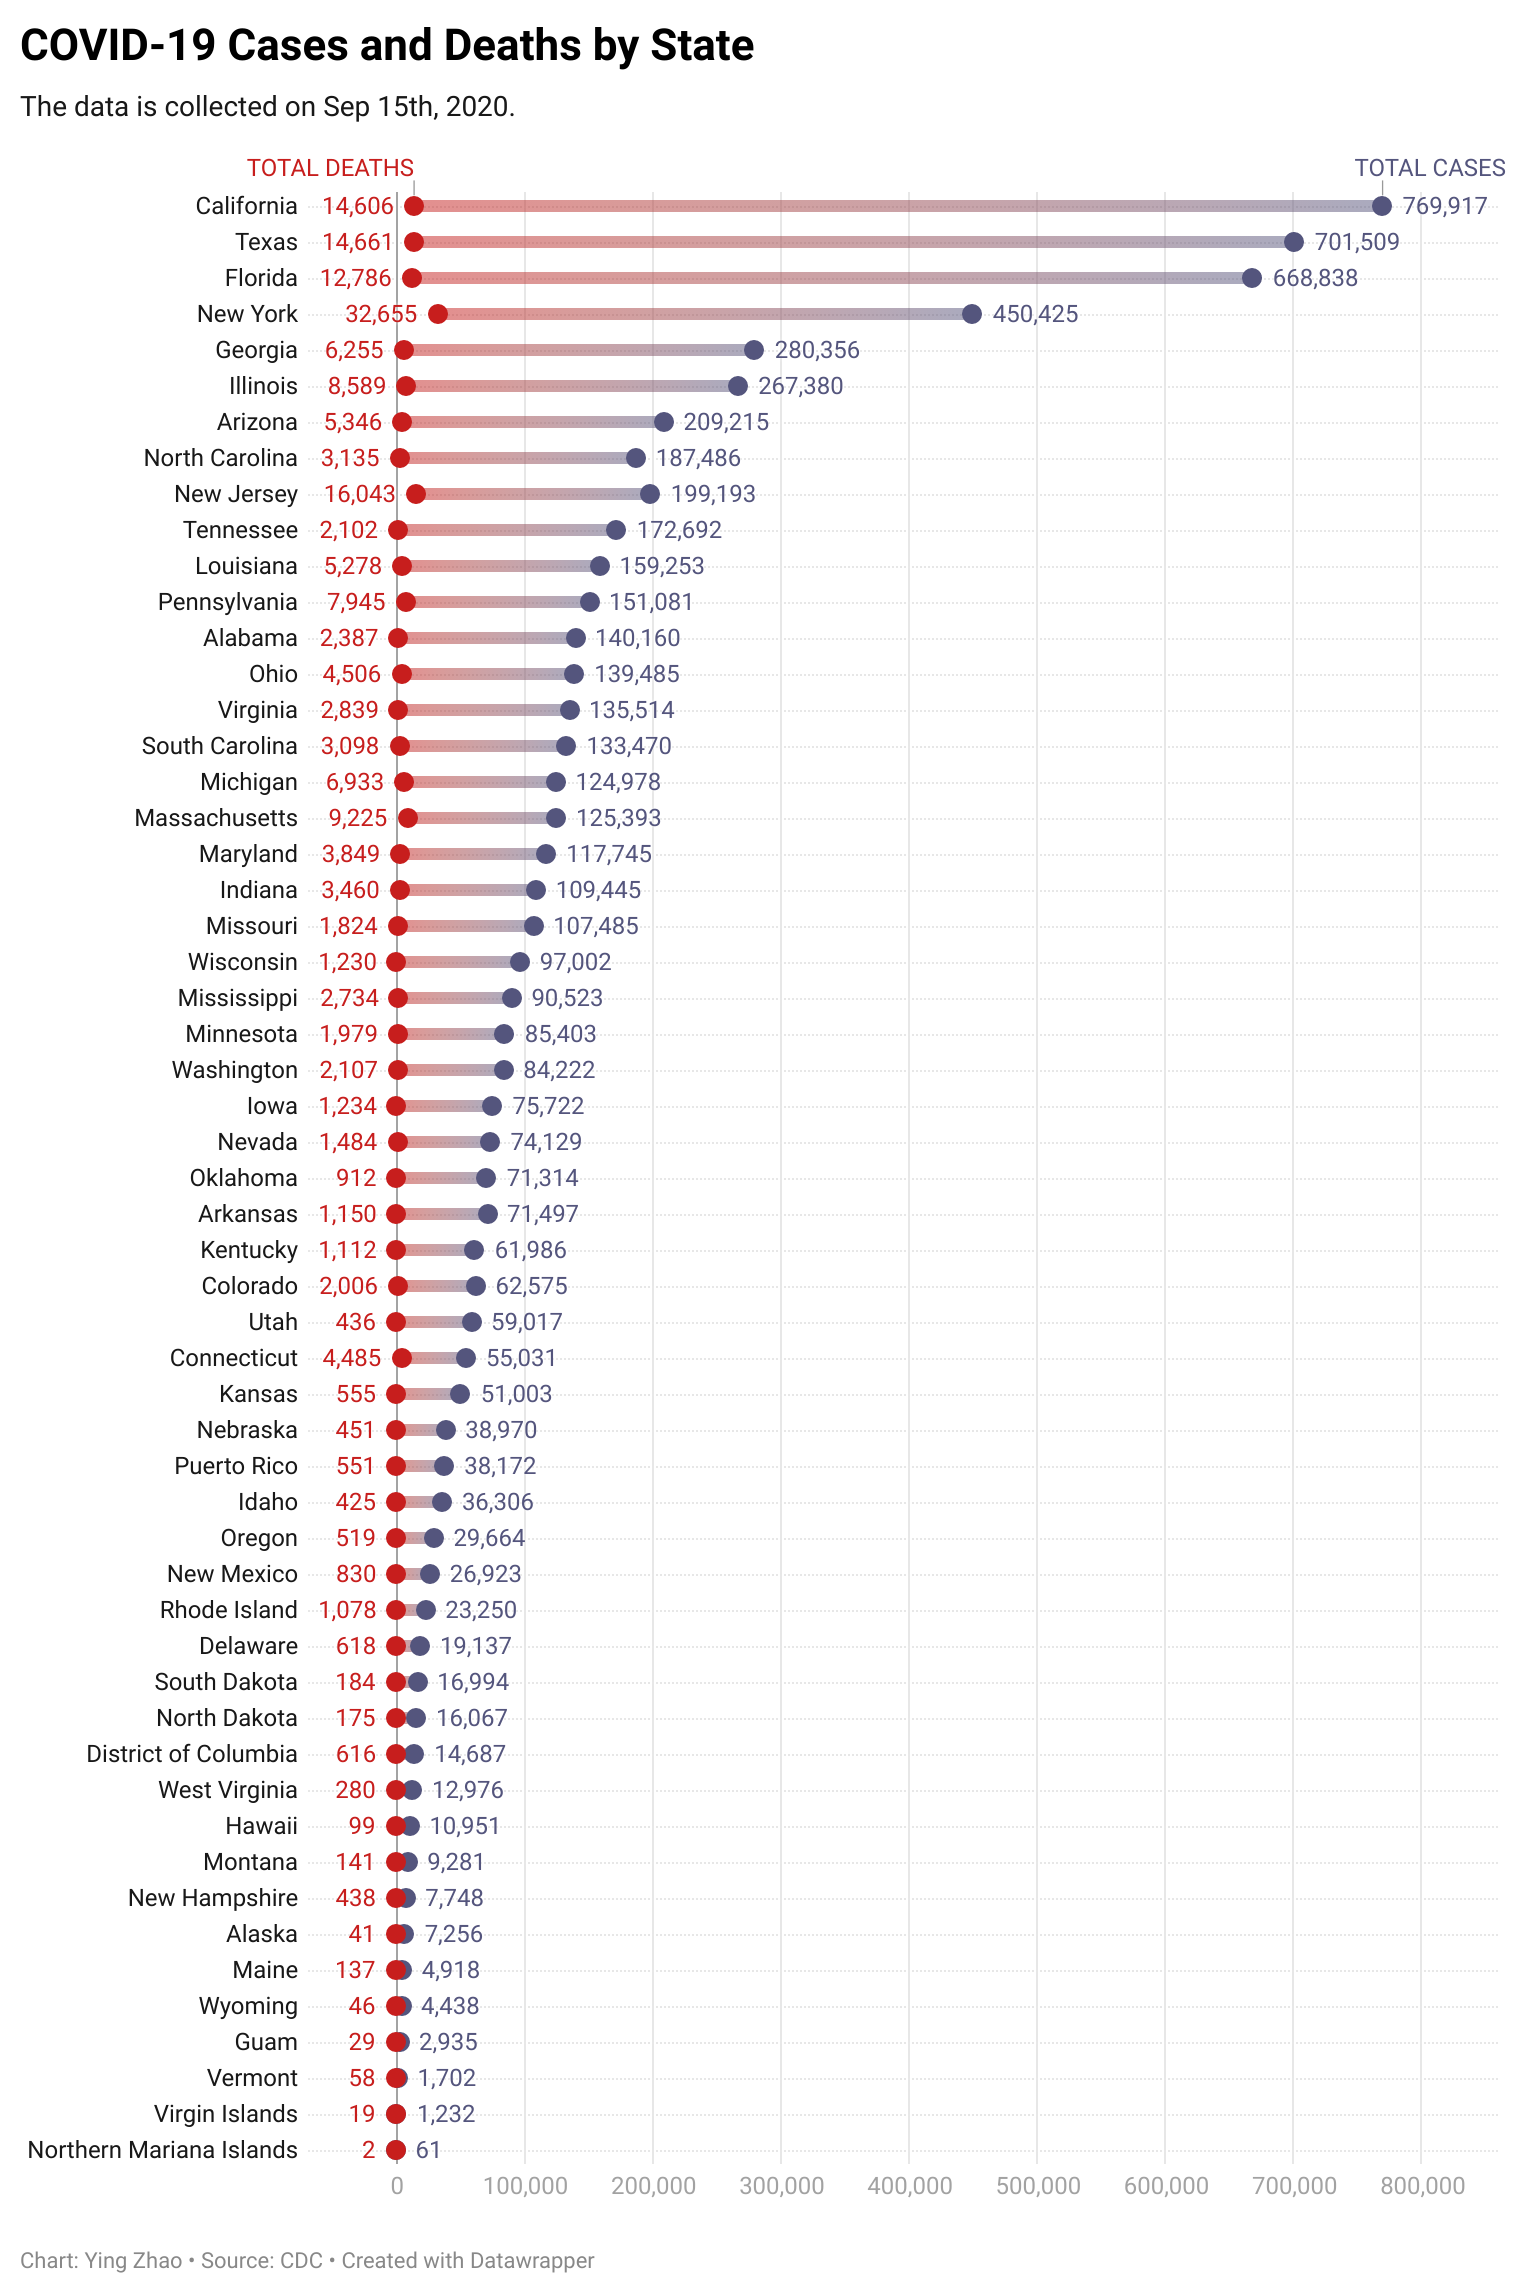 COVID-19 Cases and Deaths by State
The data is collected on Sep 15th, 2020.
TOTAL DEATHS TOTAL CASES
California 14,606 769,917
Texas 14,661 701,509
Florida 12,786 668,838
New York 32,655 450,425
Georgia 6,255 280,356
Illinois 8,589 267,380
Arizona 5,346 209,215
North Carolina 3,135 187,486
New Jersey 16,043 199,193
Tennessee 2,102 172,692
Louisiana 5,278 159,253
Pennsylvania 7,945 151,081
Alabama 2,387 140,160
Ohio 4,506 139,485
Virginia 2,839 135,514
South Carolina 3,098 133,470
Michigan 6,933 124,978
Massachusetts 9,225 125,393
Maryland 3,849 117,745
Indiana 3,460 109,445
Missouri 1,824 107,485
Wisconsin 1,230 97,002
Mississippi 2,734 90,523
Minnesota 1,979 85,403
Washington 2,107 84,222
Iowa 1,234 75,722
Nevada 1,484 74,129
Oklahoma 912 71,314
Arkansas 1,150 71,497
Kentucky 1,112 61,986
Colorado 2,006 62,575
Utah 436 59,017
Connecticut 4,485 55,031
Kansas 555 51,003
Nebraska 451 38,970
Puerto Rico 551 38,172
Idaho 425 36,306
Oregon 519 29,664
New Mexico 830 26,923
Rhode Island 1,078 23,250
Delaware 618 19,137
South Dakota 184 16,994
North Dakota 175 16,067
District of Columbia 616 14,687
West Virginia 280 12,976
Hawaii 99 10,951
Montana 141 9,281
New Hampshire 438 7,748
Alaska 41 7,256
Maine 137 4,918
Wyoming 46 4,438
Guam 29 2,935
Vermont 58 1,702
Virgin Islands 19 1,232
Northern Mariana Islands 2 61
0 100,000 200,000 300,000 400,000 500,000 600,000 700,000 800,000
Chart: Ying Zhao • Source: CDC • Created with Datawrapper